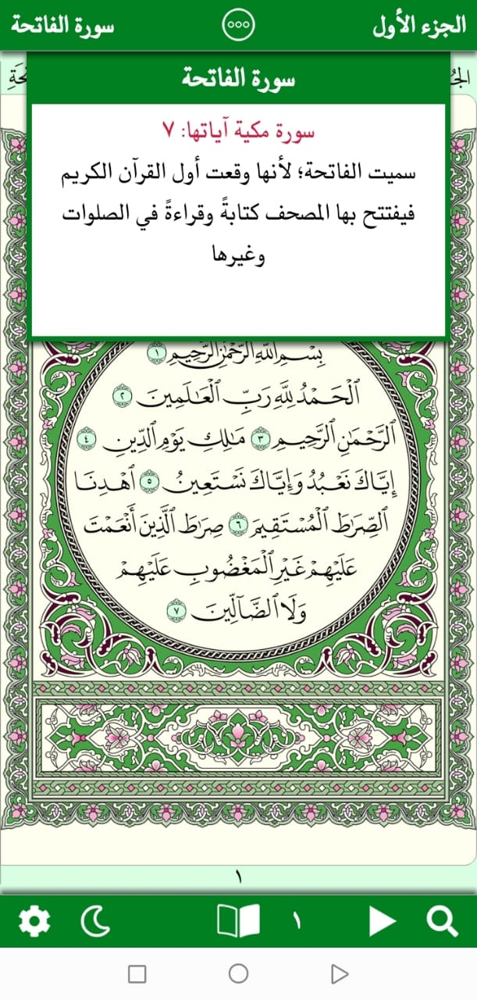 الجزء الأول
سورة الفاتحة
سورة الفاتحة
سورة مكية آياتها: ٧
سميت الفاتحة؛ لأنها وقعت أول القرآن الكريم
فيفتتح بها المصحف كتابةً وقراءةً في الصلوات
وغيرها
بِسْمِ ٱللَّهِ ٱلرَّحْمَٰنِ ٱلرَّحِيمِ ١
ٱلْحَمْدُ لِلَّهِ رَبِّ ٱلْعَٰلَمِينَ ٢
ٱلرَّحْمَٰنِ ٱلرَّحِيمِ ٣ مَٰلِكِ يَوْمِ ٱلدِّينِ ٤
إِيَّاكَ نَعْبُدُ وَإِيَّاكَ نَسْتَعِينُ ٥ ٱهْدِنَا
ٱلصِّرَٰطَ ٱلْمُسْتَقِيمَ ٦ صِرَٰطَ ٱلَّذِينَ أَنْعَمْتَ
عَلَيْهِمْ غَيْرِ ٱلْمَغْضُوبِ عَلَيْهِمْ
وَلَا ٱلضَّآلِّينَ ٧
١
١